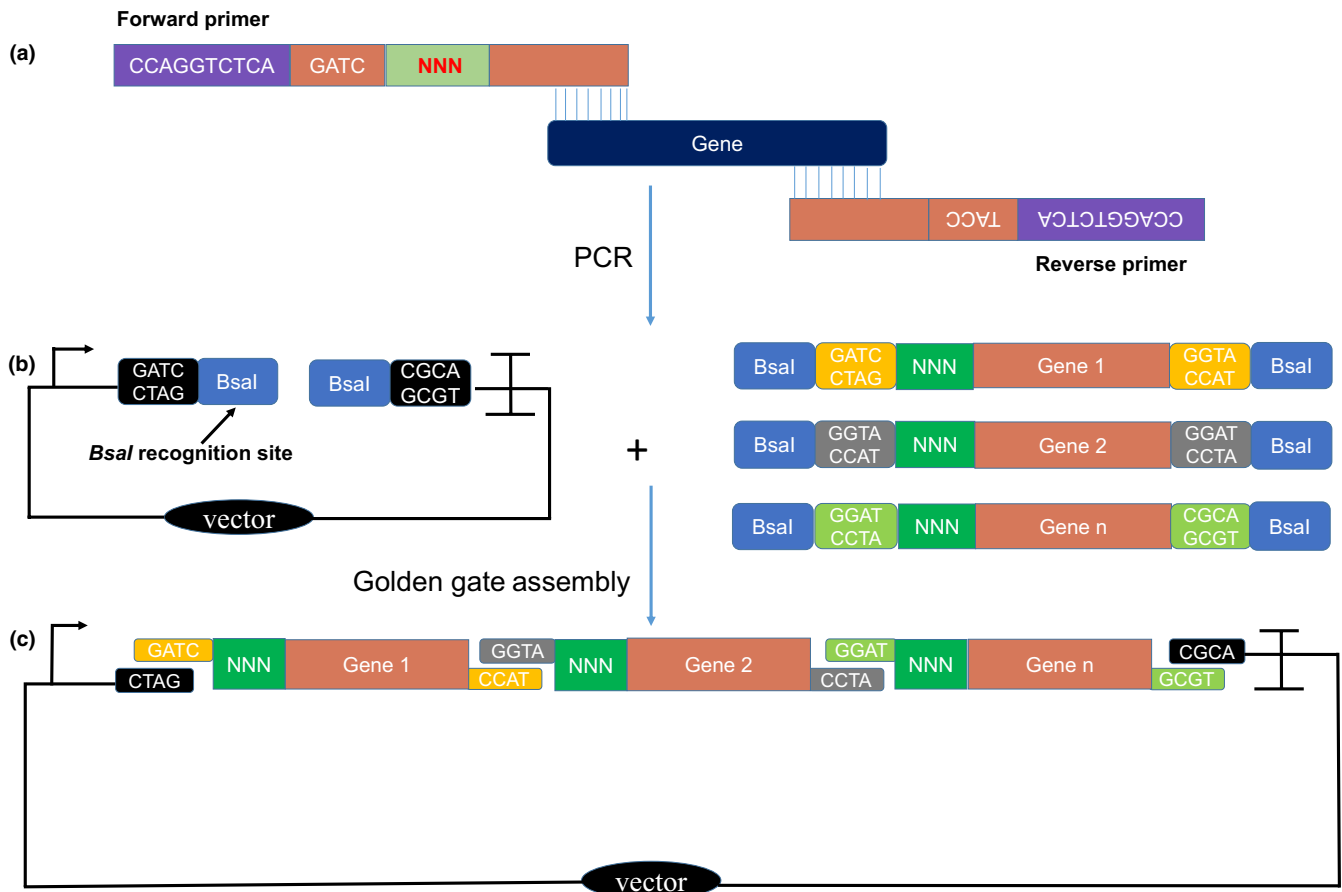 Forward primer
(a)
CCAGGTCTCA GATC NNN
Gene
CCAGGTCTCA TACC
PCR
Reverse primer
(b)
GATC
CTAG
BsaI
BsaI
CGCA
GCGT
BsaI recognition site
vector
+
BsaI
GATC
CTAG
NNN
Gene 1
GGTA
CCAT
BsaI
BsaI
GGTA
CCAT
NNN
Gene 2
GGAT
CCTA
BsaI
BsaI
GGAT
CCTA
NNN
Gene n
CGCA
GCGT
BsaI
Golden gate assembly
(c)
GATC
CTAG
NNN
Gene 1
GGTA
CCAT
NNN
Gene 2
GGAT
CCTA
NNN
Gene n
CGCA
GCGT
vector